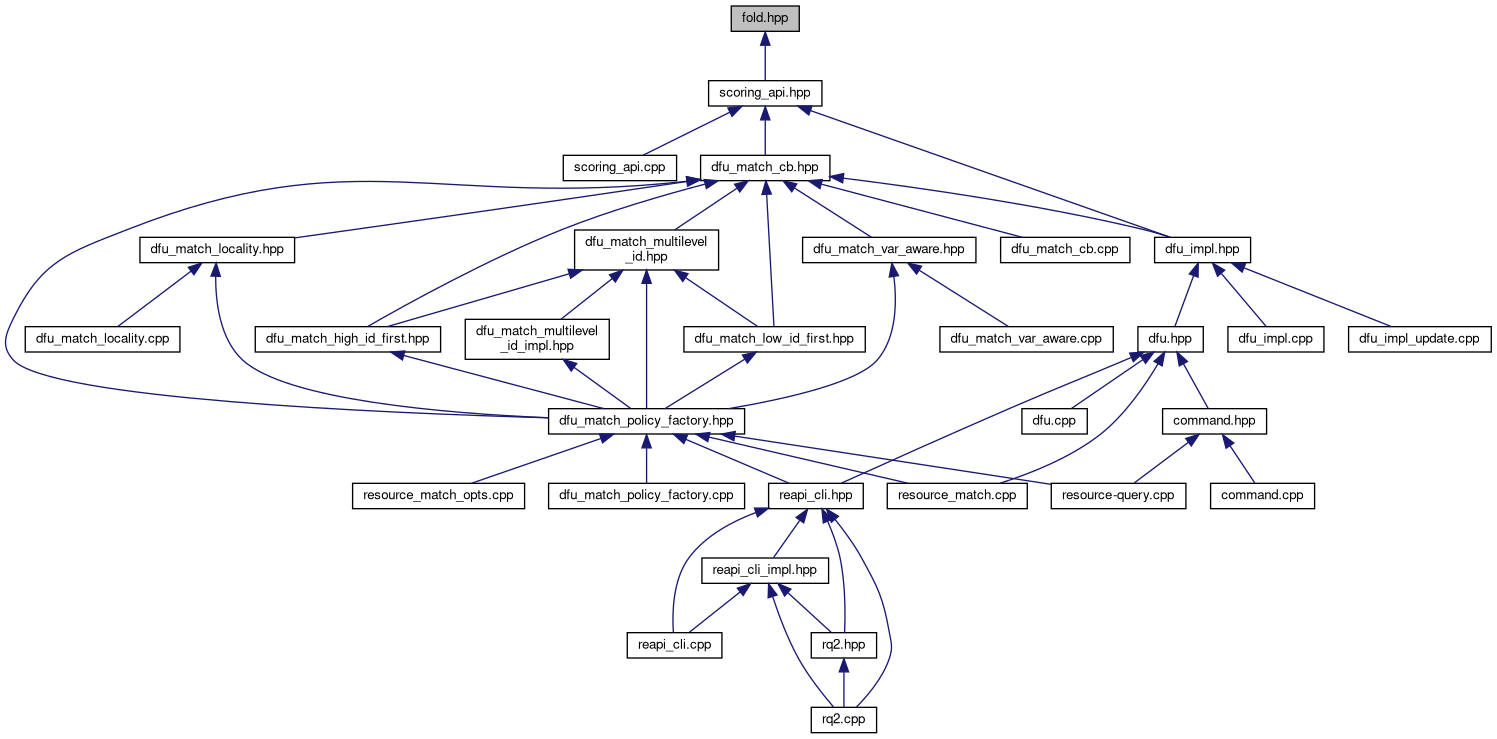 fold.hpp
scoring_api.hpp
scoring_api.cpp
dfu_match_cb.hpp
dfu_match_locality.hpp
dfu_match_multilevel
_id.hpp
dfu_match_var_aware.hpp
dfu_match_cb.cpp
dfu_impl.hpp
dfu_match_locality.cpp
dfu_match_high_id_first.hpp
dfu_match_multilevel
_id_impl.hpp
dfu_match_low_id_first.hpp
dfu_match_var_aware.cpp
dfu.hpp
dfu_impl.cpp
dfu_impl_update.cpp
dfu_match_policy_factory.hpp
dfu.cpp
command.hpp
resource_match_opts.cpp
dfu_match_policy_factory.cpp
reapi_cli.hpp
resource_match.cpp
resource-query.cpp
command.cpp
reapi_cli_impl.hpp
reapi_cli.cpp
rq2.hpp
rq2.cpp